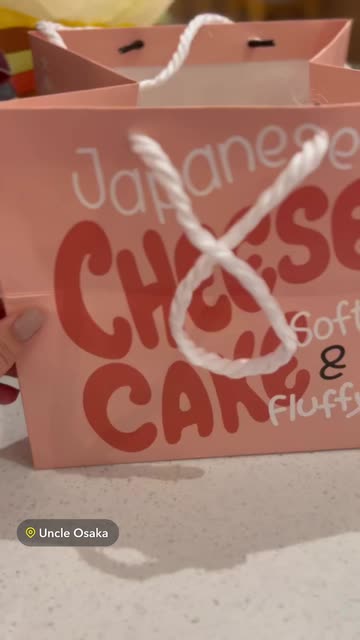 Japanese
CHEESE
CAKE
Soft
&
Fluffy
Uncle Osaka